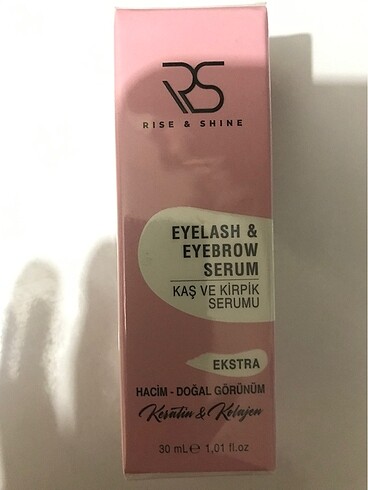 RS
RISE & SHINE
EYELASH &
EYEBROW
SERUM
KAŞ VE KİRPİK
SERUMU
EKSTRA
HACİM - DOĞAL GÖRÜNÜM
Keratin & Kolajen
30 mL ℮ 1,01 fl.oz